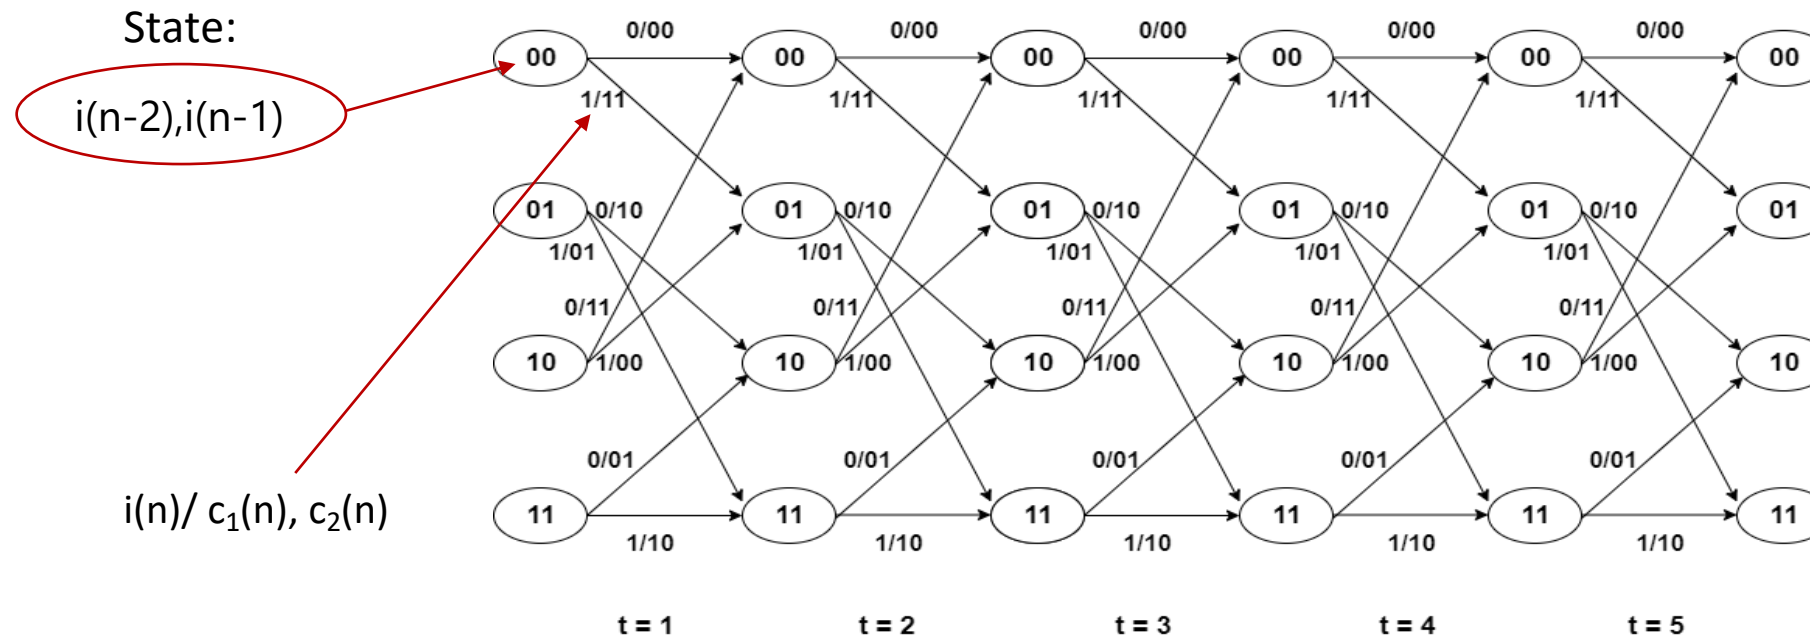 State:
i(n-2),i(n-1)
i(n)/ c₁(n), c₂(n)
0/00 0/00 0/00 0/00 0/00
00 00 00 00 00 00
1/11 1/11 1/11 1/11 1/11
01 0/10 01 0/10 01 0/10 01 0/10 01 0/10 01
1/01 1/01 1/01 1/01 1/01
0/11 0/11 0/11 0/11 0/11
10 1/00 10 1/00 10 1/00 10 1/00 10 1/00 10
0/01 0/01 0/01 0/01 0/01
11 11 11 11 11 11
1/10 1/10 1/10 1/10 1/10
t = 1 t = 2 t = 3 t = 4 t = 5